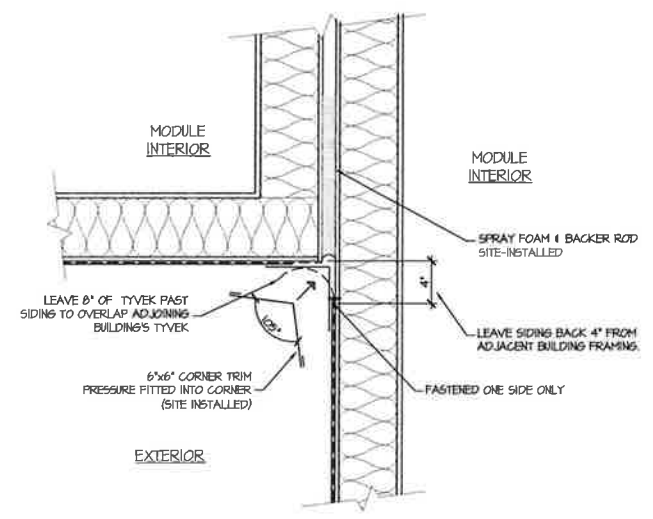 MODULE
INTERIOR
MODULE
INTERIOR
SPRAY FOAM & BACKER ROD
SITE-INSTALLED
4"
LEAVE 8" OF TYVEK PAST
SIDING TO OVERLAP ADJOINING
BUILDING'S TYVEK
105°
LEAVE SIDING BACK 4" FROM
ADJACENT BUILDING FRAMING.
6"x6" CORNER TRIM
PRESSURE FITTED INTO CORNER
(SITE INSTALLED)
FASTENED ONE SIDE ONLY
EXTERIOR